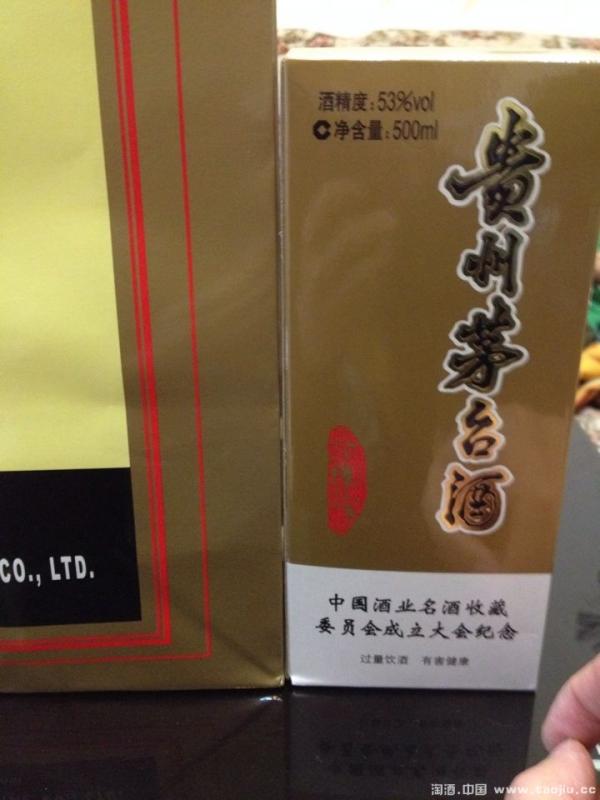 酒精度:53%vol
净含量:500ml
贵州茅台酒
中国酒业名酒收藏
委员会成立大会纪念
过量饮酒 有害健康
CO., LTD.
淘酒.中国 www.taojiu.cc